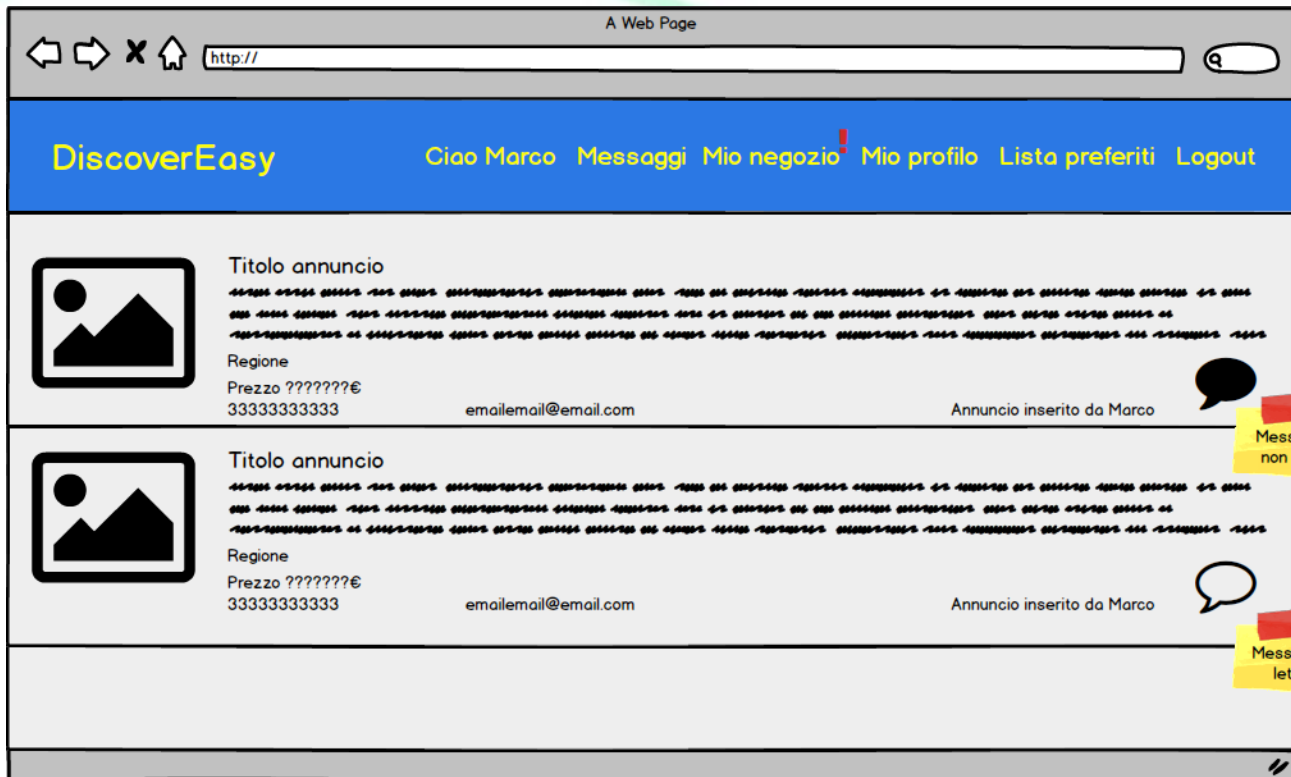 A Web Page
http://
DiscoverEasy
Ciao Marco Messaggi Mio negozio! Mio profilo Lista preferiti Logout
Titolo annuncio
Regione
Prezzo ???????€
33333333333 emailemail@email.com Annuncio inserito da Marco
Mess
non
Titolo annuncio
Regione
Prezzo ???????€
33333333333 emailemail@email.com Annuncio inserito da Marco
Mess
let